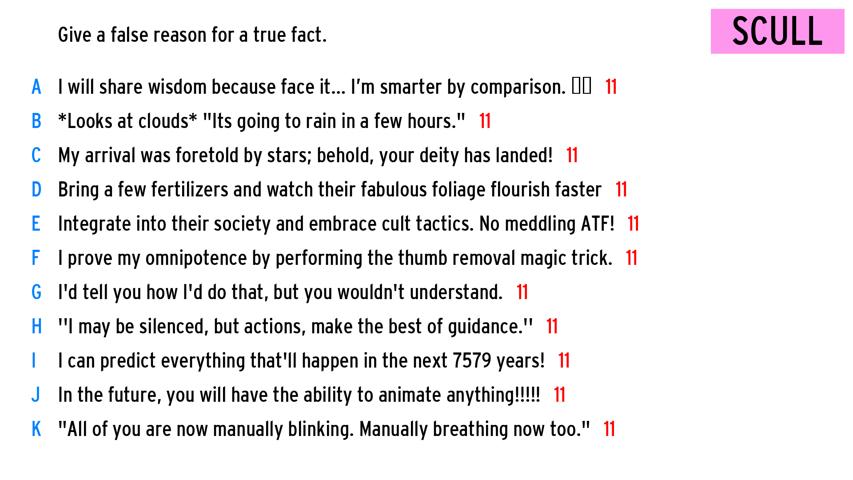 Give a false reason for a true fact.
SCULL
A I will share wisdom because face it... I'm smarter by comparison. 11
B *Looks at clouds* "Its going to rain in a few hours." 11
C My arrival was foretold by stars; behold, your deity has landed! 11
D Bring a few fertilizers and watch their fabulous foliage flourish faster 11
E Integrate into their society and embrace cult tactics. No meddling ATF! 11
F I prove my omnipotence by performing the thumb removal magic trick. 11
G I'd tell you how I'd do that, but you wouldn't understand. 11
H ''I may be silenced, but actions, make the best of guidance.'' 11
I I can predict everything that'll happen in the next 7579 years! 11
J In the future, you will have the ability to animate anything!!!!! 11
K "All of you are now manually blinking. Manually breathing now too." 11